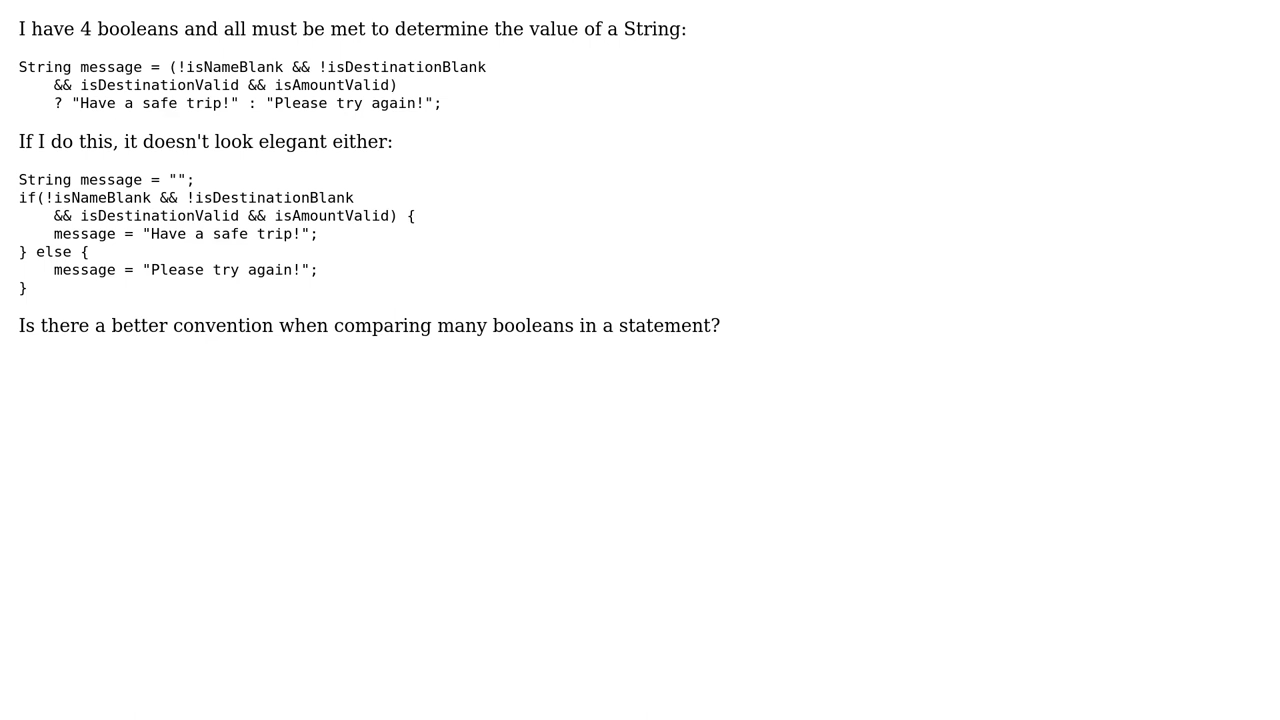 I have 4 booleans and all must be met to determine the value of a String:
String message = (!isNameBlank && !isDestinationBlank
    && isDestinationValid && isAmountValid)
    ? "Have a safe trip!" : "Please try again!";
If I do this, it doesn't look elegant either:
String message = "";
if(!isNameBlank && !isDestinationBlank
    && isDestinationValid && isAmountValid) {
    message = "Have a safe trip!";
} else {
    message = "Please try again!";
}
Is there a better convention when comparing many booleans in a statement?